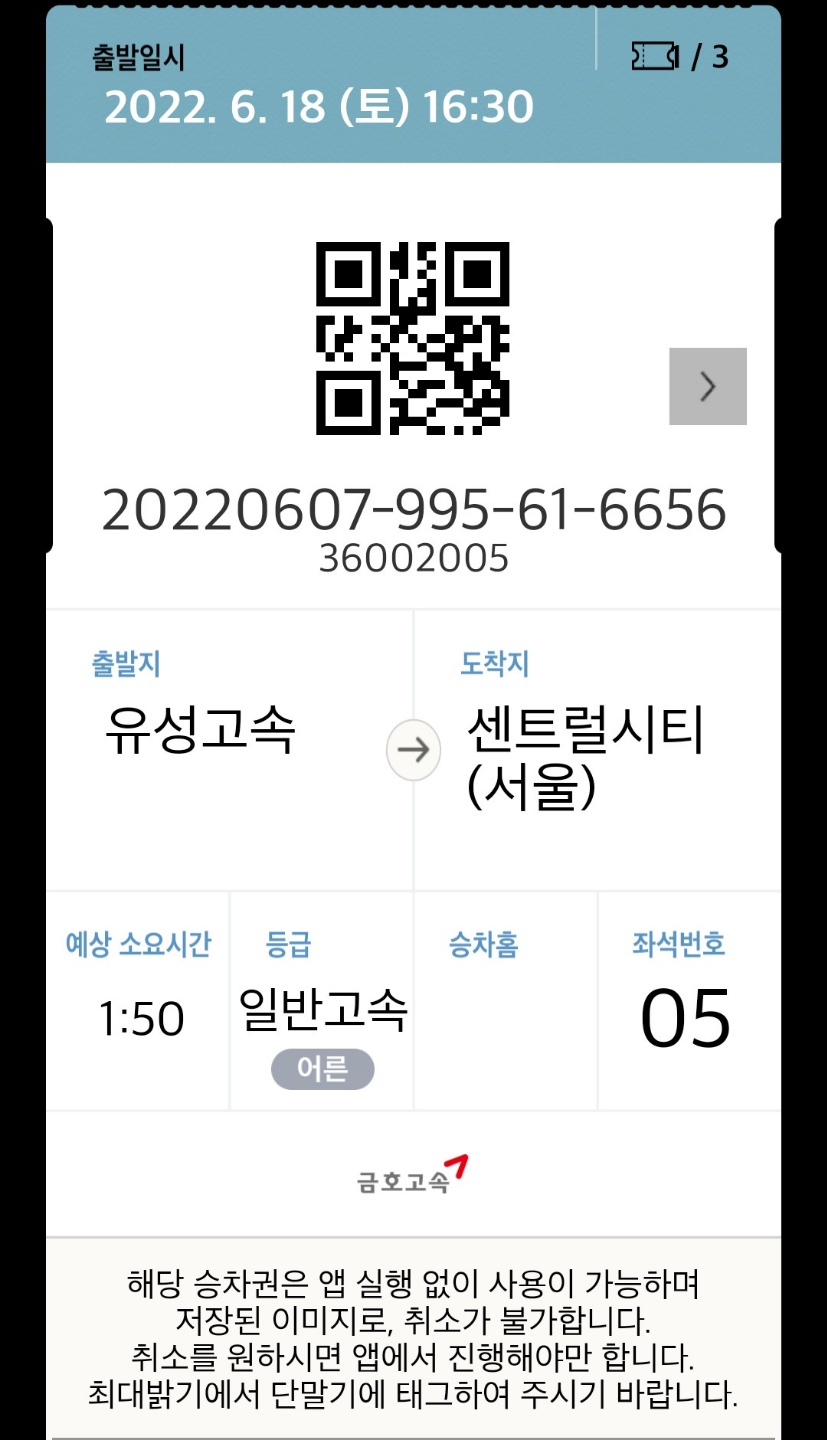 출발일시
1 / 3
2022. 6. 18 (토) 16:30
20220607-995-61-6656
36002005
출발지
도착지
유성고속
센트럴시티
(서울)
예상 소요시간
등급
승차홈
좌석번호
1:50
일반고속
05
어른
금호고속
해당 승차권은 앱 실행 없이 사용이 가능하며
저장된 이미지로, 취소가 불가합니다.
취소를 원하시면 앱에서 진행해야만 합니다.
최대밝기에서 단말기에 태그하여 주시기 바랍니다.